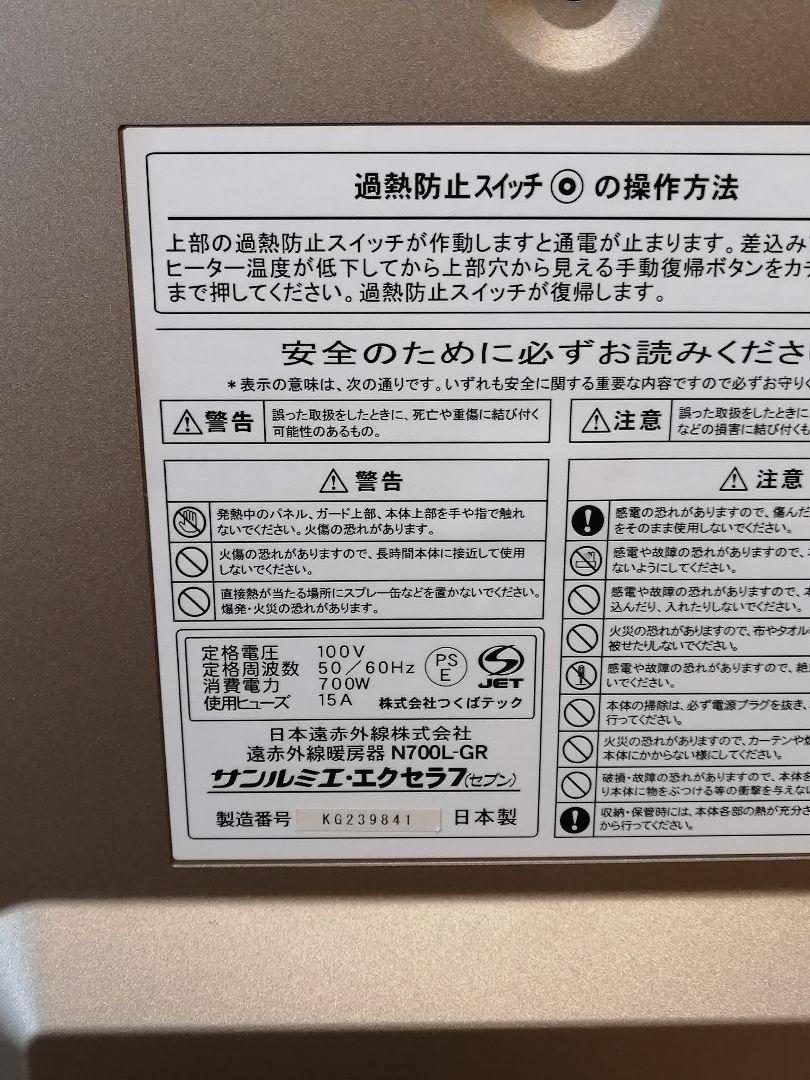 過熱防止スイッチ◉の操作方法
上部の過熱防止スイッチが作動しますと通電が止まります。差込み
ヒーター温度が低下してから上部穴から見える手動復帰ボタンをカ
まで押してください。過熱防止スイッチが復帰します。
安全のために必ずお読みくださ
*表示の意味は、次の通りです。いずれも安全に関する重要な内容ですので必ずお守り
警告
誤った取扱をしたときに、死亡や重傷に結び付く
可能性のあるもの。
注意
誤った取扱をしたときに、
などの損害に結び付くも
警告
発熱中のパネル、ガード上部、本体上部を手や指で触れ
ないでください。火傷の恐れがあります。
火傷の恐れがありますので、長時間本体に接近して使用
しないでください。
直接熱が当たる場所にスプレー缶などを置かないでください。
爆発・火災の恐れがあります。
定格電圧 100V
定格周波数 50/60Hz
消費電力 700W
使用ヒューズ 15A
PS
E
JET
株式会社つくばテック
日本遠赤外線株式会社
遠赤外線暖房器 N700L-GR
サンルミエ・エクセラ7(セブン)
製造番号 KG239841 日本製
注意
感電の恐れがありますので、傷んだ
をそのまま使用しないでください。
感電や故障の恐れがありますので、
ないようにしてください。
感電や故障の恐れがありますので、本
込んだり、入れたりしないでください。
火災の恐れがありますので、布やタオル
被せたりしないでください。
感電や故障の恐れがありますので、絶
いでください。
本体の掃除は、必ず電源プラグを抜き、
行ってください。
火災の恐れがありますので、カーテンや
本体にかからない様にしてください。
破損・故障の恐れがありますので、本体を
り本体に物をぶつける等の衝撃を与えな
収納・保管時には、本体各部の熱が充分
から行ってください。